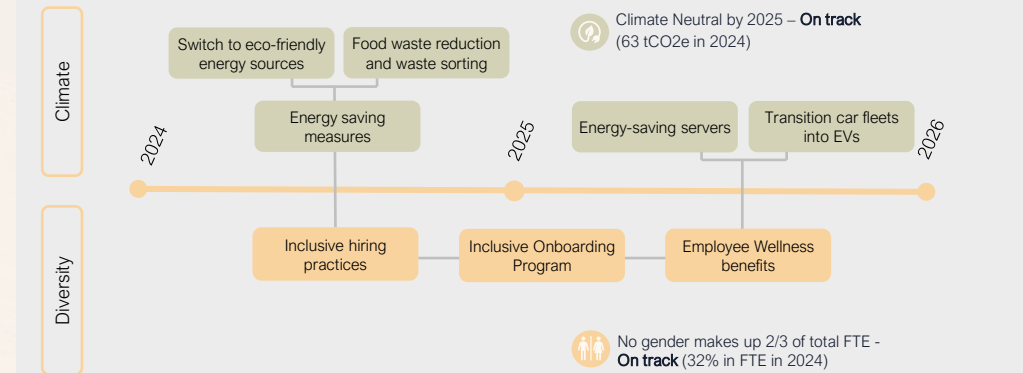 Climate
Switch to eco-friendly
energy sources
Food waste reduction
and waste sorting
Energy saving
measures
Climate Neutral by 2025 – On track
(63 tCO2e in 2024)
Energy-saving servers
Transition car fleets
into EVs
2024
2025
2026
Diversity
Inclusive hiring
practices
Inclusive Onboarding
Program
Employee Wellness
benefits
No gender makes up 2/3 of total FTE -
On track (32% in FTE in 2024)